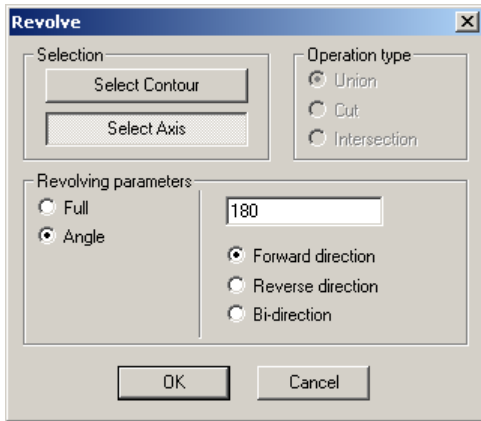 Revolve
Selection
Select Contour
Select Axis
Operation type
Union
Cut
Intersection
Revolving parameters
Full
Angle
180
Forward direction
Reverse direction
Bi-direction
OK
Cancel